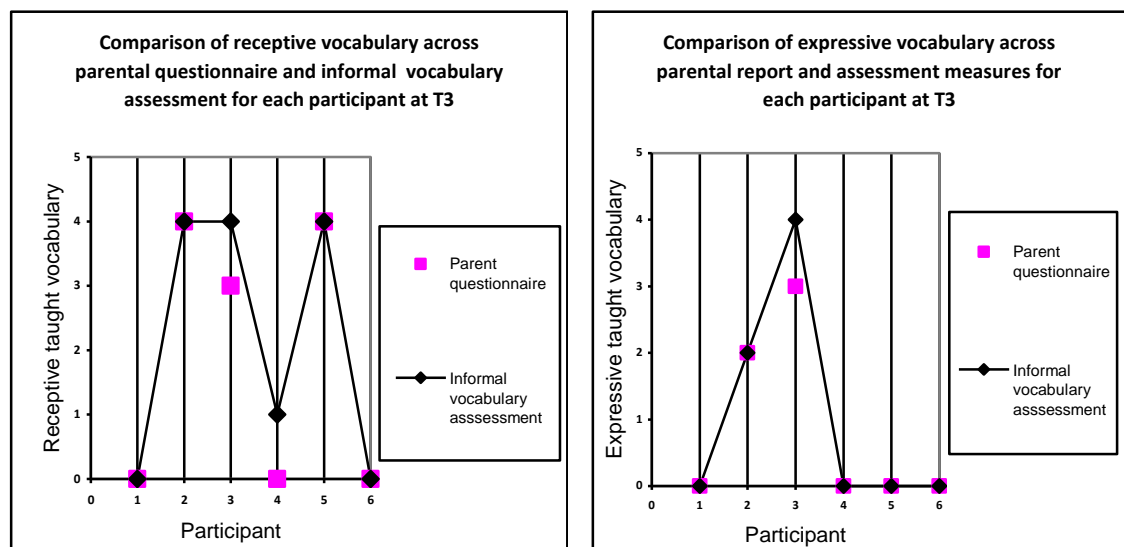 Comparison of receptive vocabulary across
parental questionnaire and informal vocabulary
assessment for each participant at T3
5
4
3
2
1
0
0 1 2 3 4 5 6
Receptive taught vocabulary
Participant
Parent
questionnaire
Informal
vocabulary
asssessment
Comparison of expressive vocabulary across
parental report and assessment measures for
each participant at T3
5
4
3
2
1
0
0 1 2 3 4 5 6
Expressive taught vocabulary
Participant
Parent
questionnaire
Informal
vocabulary
asssessment